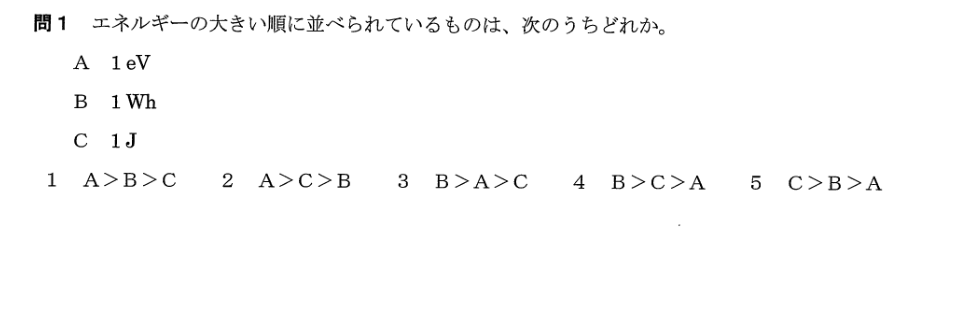 問1 エネルギーの大きい順に並べられているものは、次のうちどれか。
A 1 eV
B 1 Wh
C 1 J
1 A＞B＞C 2 A＞C＞B 3 B＞A＞C 4 B＞C＞A 5 C＞B＞A